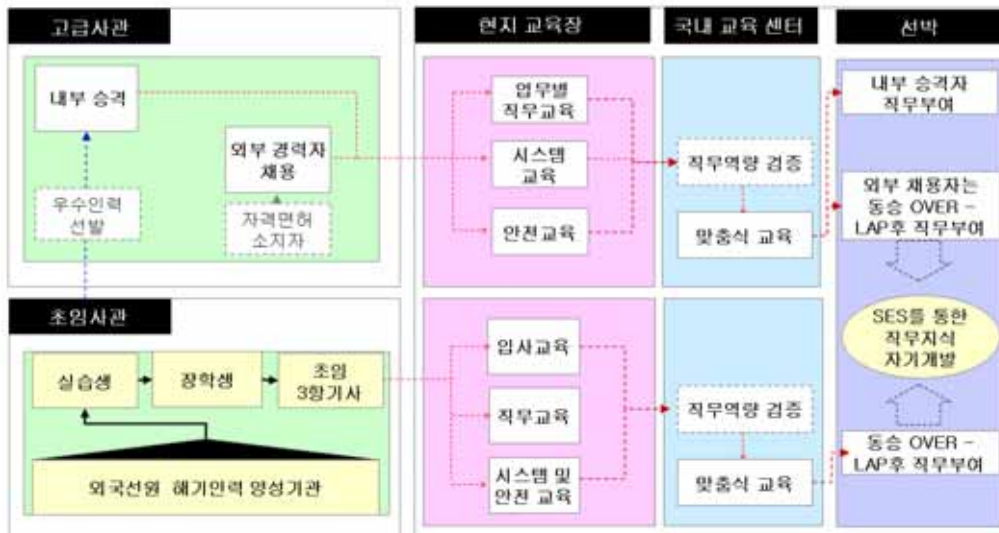 고급사관
현지 교육장
국내 교육 센터
선박
내부 승격
외부 경력자
채용
우수인력
선발
자격면허
소지자
업무별
직무교육
시스템
교육
안전교육
직무역량 검증
맞춤식 교육
내부 승격자
직무부여
외부 채용자는
동승 OVER –
LAP후 직무부여
SES를 통한
직무지식
자기개발
초임사관
실습생
장학생
초임
3항기사
외국선원 해기인력 양성기관
입사교육
직무교육
시스템 및
안전 교육
직무역량 검증
맞춤식 교육
동승 OVER –
LAP후 직무부여